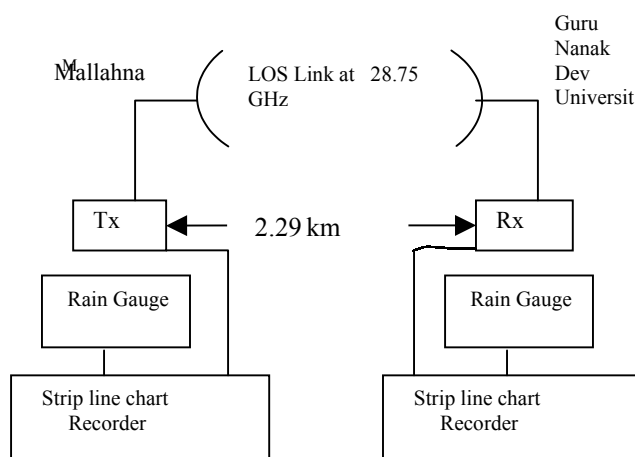 Mallahna
LOS Link at 28.75
GHz
Guru
Nanak
Dev
Universit
Tx
2.29 km
Rx
Rain Gauge
Rain Gauge
Strip line chart
Recorder
Strip line chart
Recorder